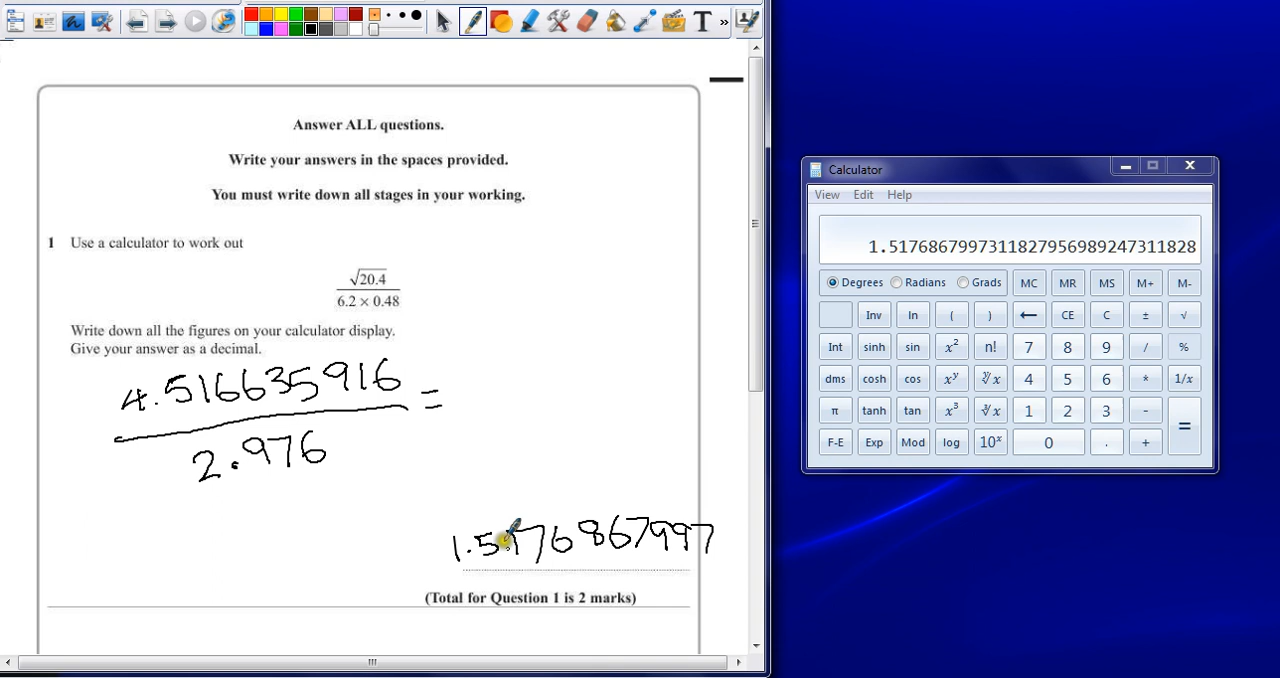 T »
Answer ALL questions.
Write your answers in the spaces provided.
You must write down all stages in your working.
1 Use a calculator to work out
√20.4
6.2 × 0.48
Write down all the figures on your calculator display.
Give your answer as a decimal.
4.516635916 =
2.976
1.5176867997
(Total for Question 1 is 2 marks)
Calculator
View Edit Help
1.5176867997311827956989247311828
Degrees Radians Grads MC MR MS M+ M-
Inv ln ( ) ← CE C ± √
Int sinh sin x² n! 7 8 9 / %
dms cosh cos xʸ ʸ√x 4 5 6 * 1/x
π tanh tan x³ ³√x 1 2 3 - =
F-E Exp Mod log 10ˣ 0 . +